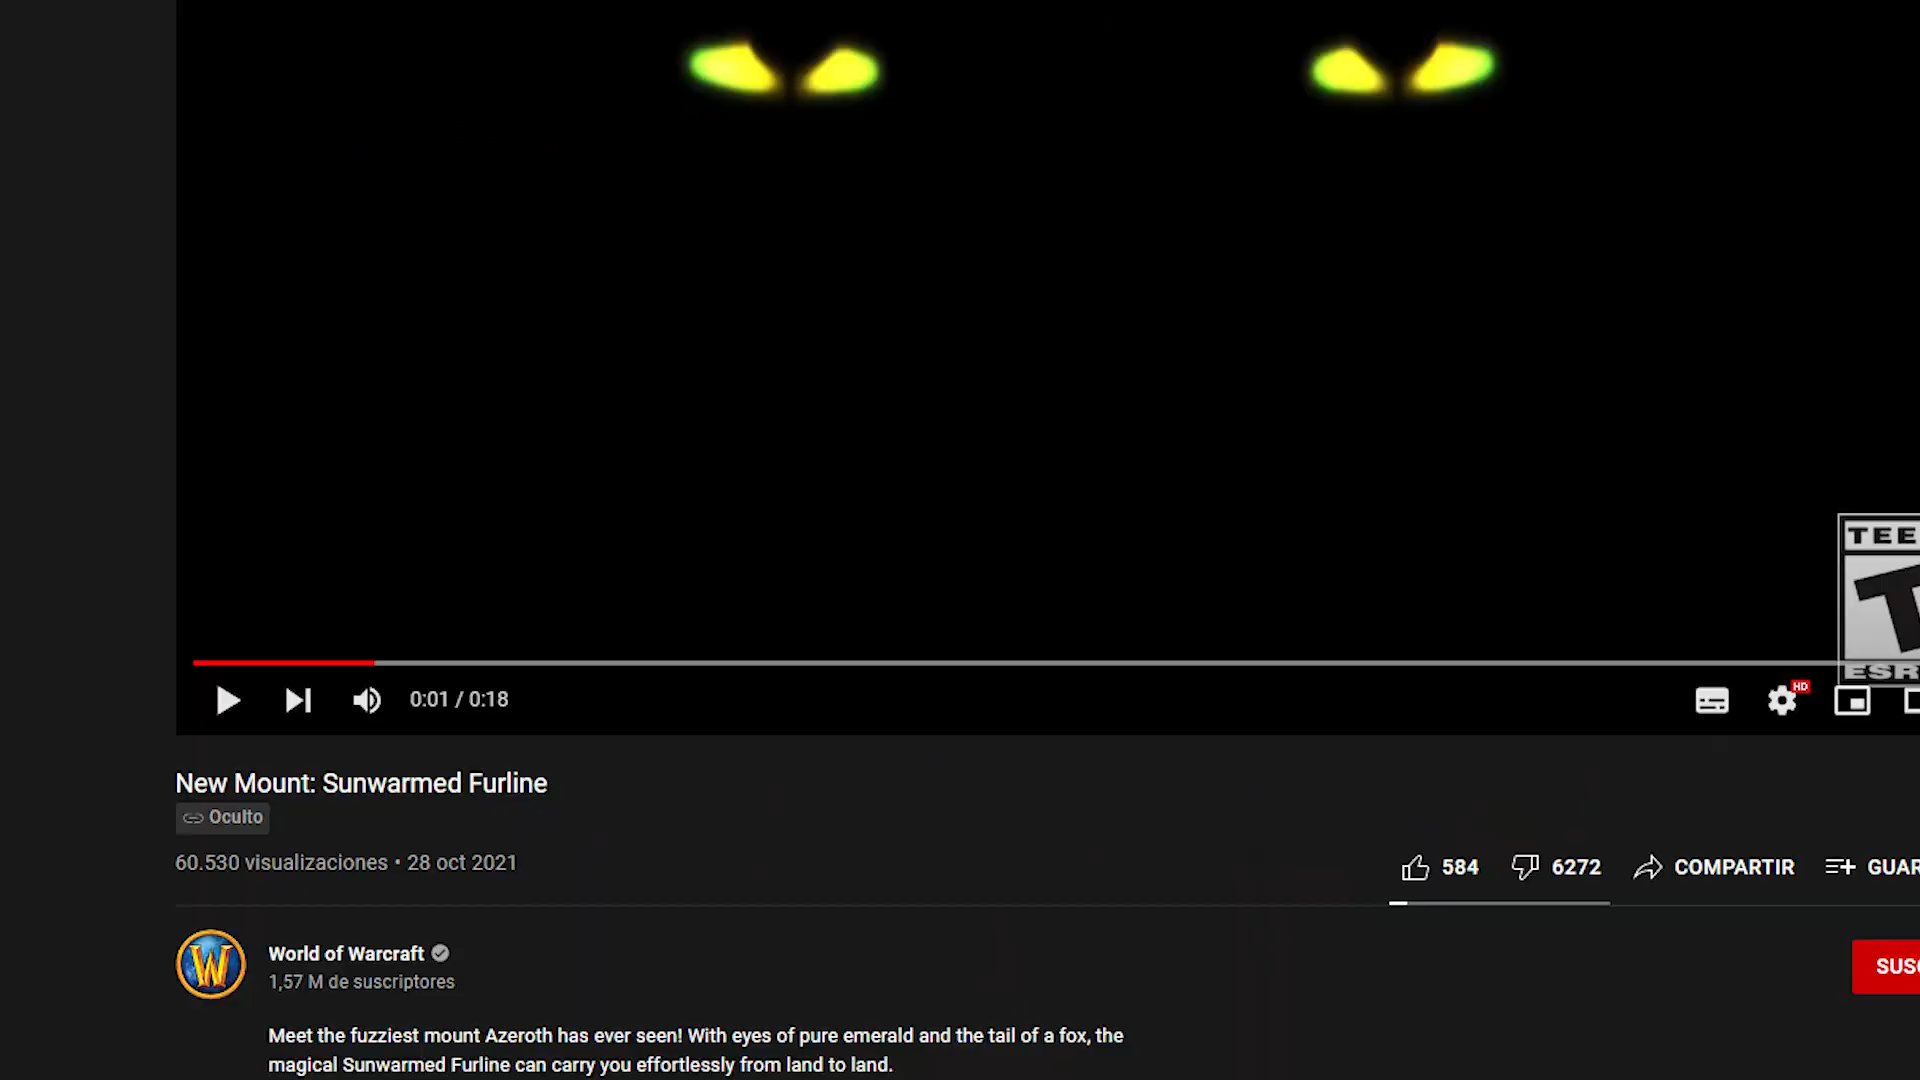 TEE
T
ESR
0:01 / 0:18
HD
New Mount: Sunwarmed Furline
Oculto
60.530 visualizaciones • 28 oct 2021
584
6272
COMPARTIR
GUAR
W
World of Warcraft
1,57 M de suscriptores
SUSC
Meet the fuzziest mount Azeroth has ever seen! With eyes of pure emerald and the tail of a fox, the
magical Sunwarmed Furline can carry you effortlessly from land to land.